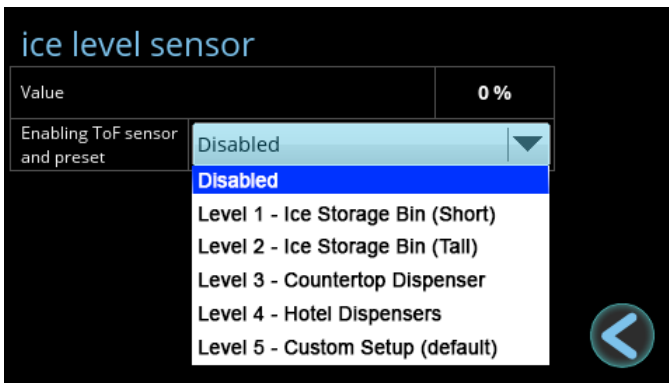 ice level sensor
Value
0 %
Enabling ToF sensor
and preset
Disabled
Disabled
Level 1 - Ice Storage Bin (Short)
Level 2 - Ice Storage Bin (Tall)
Level 3 - Countertop Dispenser
Level 4 - Hotel Dispensers
Level 5 - Custom Setup (default)